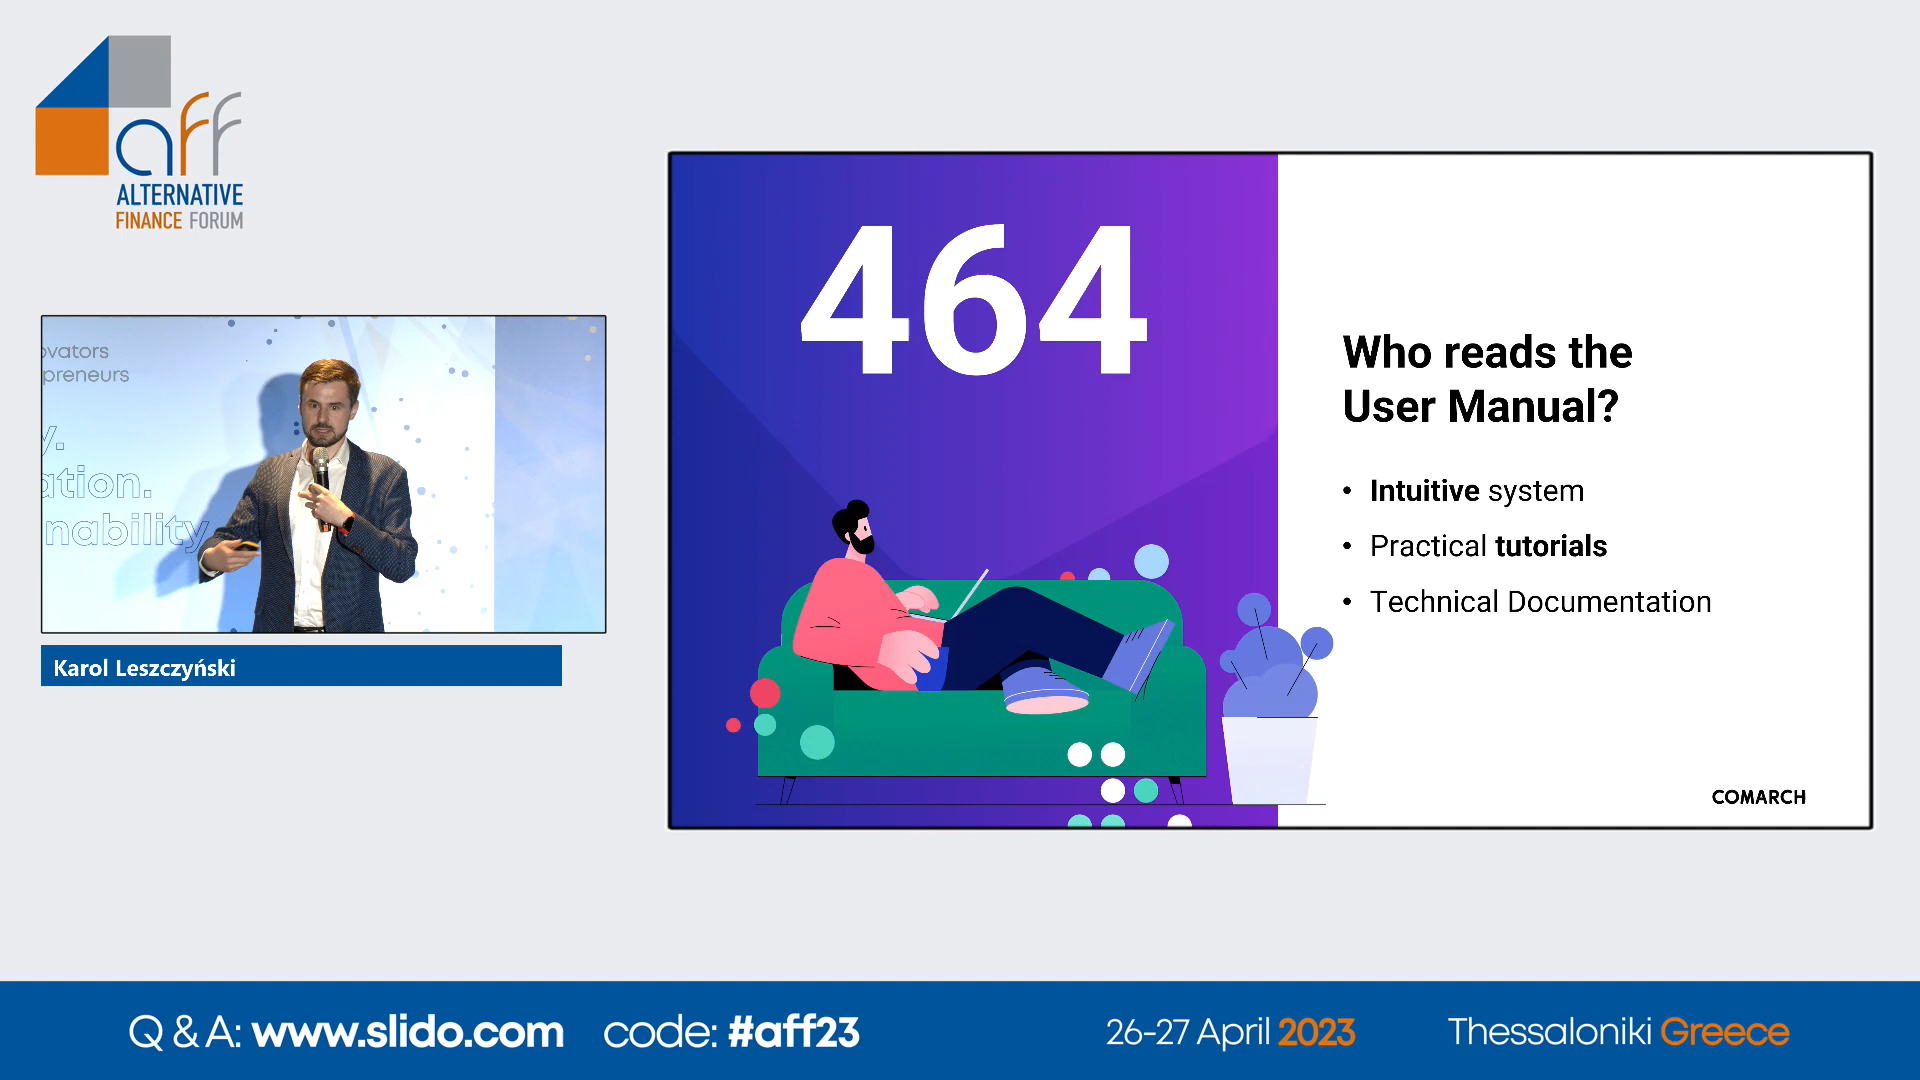 aff
ALTERNATIVE
FINANCE FORUM
ovators
preneurs
y.
ation.
nability
Karol Leszczyński
464
Who reads the
User Manual?
• Intuitive system
• Practical tutorials
• Technical Documentation
COMARCH
Q & A: www.slido.com code: #aff23 26-27 April 2023 Thessaloniki Greece